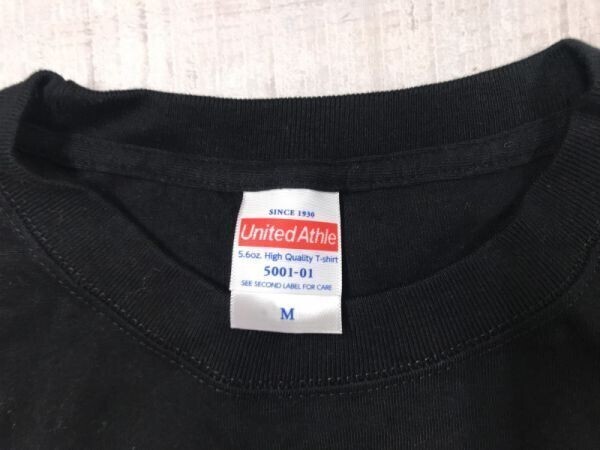 SINCE 1930
United Athle
5.6oz. High Quality T-shirt
5001-01
SEE SECOND LABEL FOR CARE
M